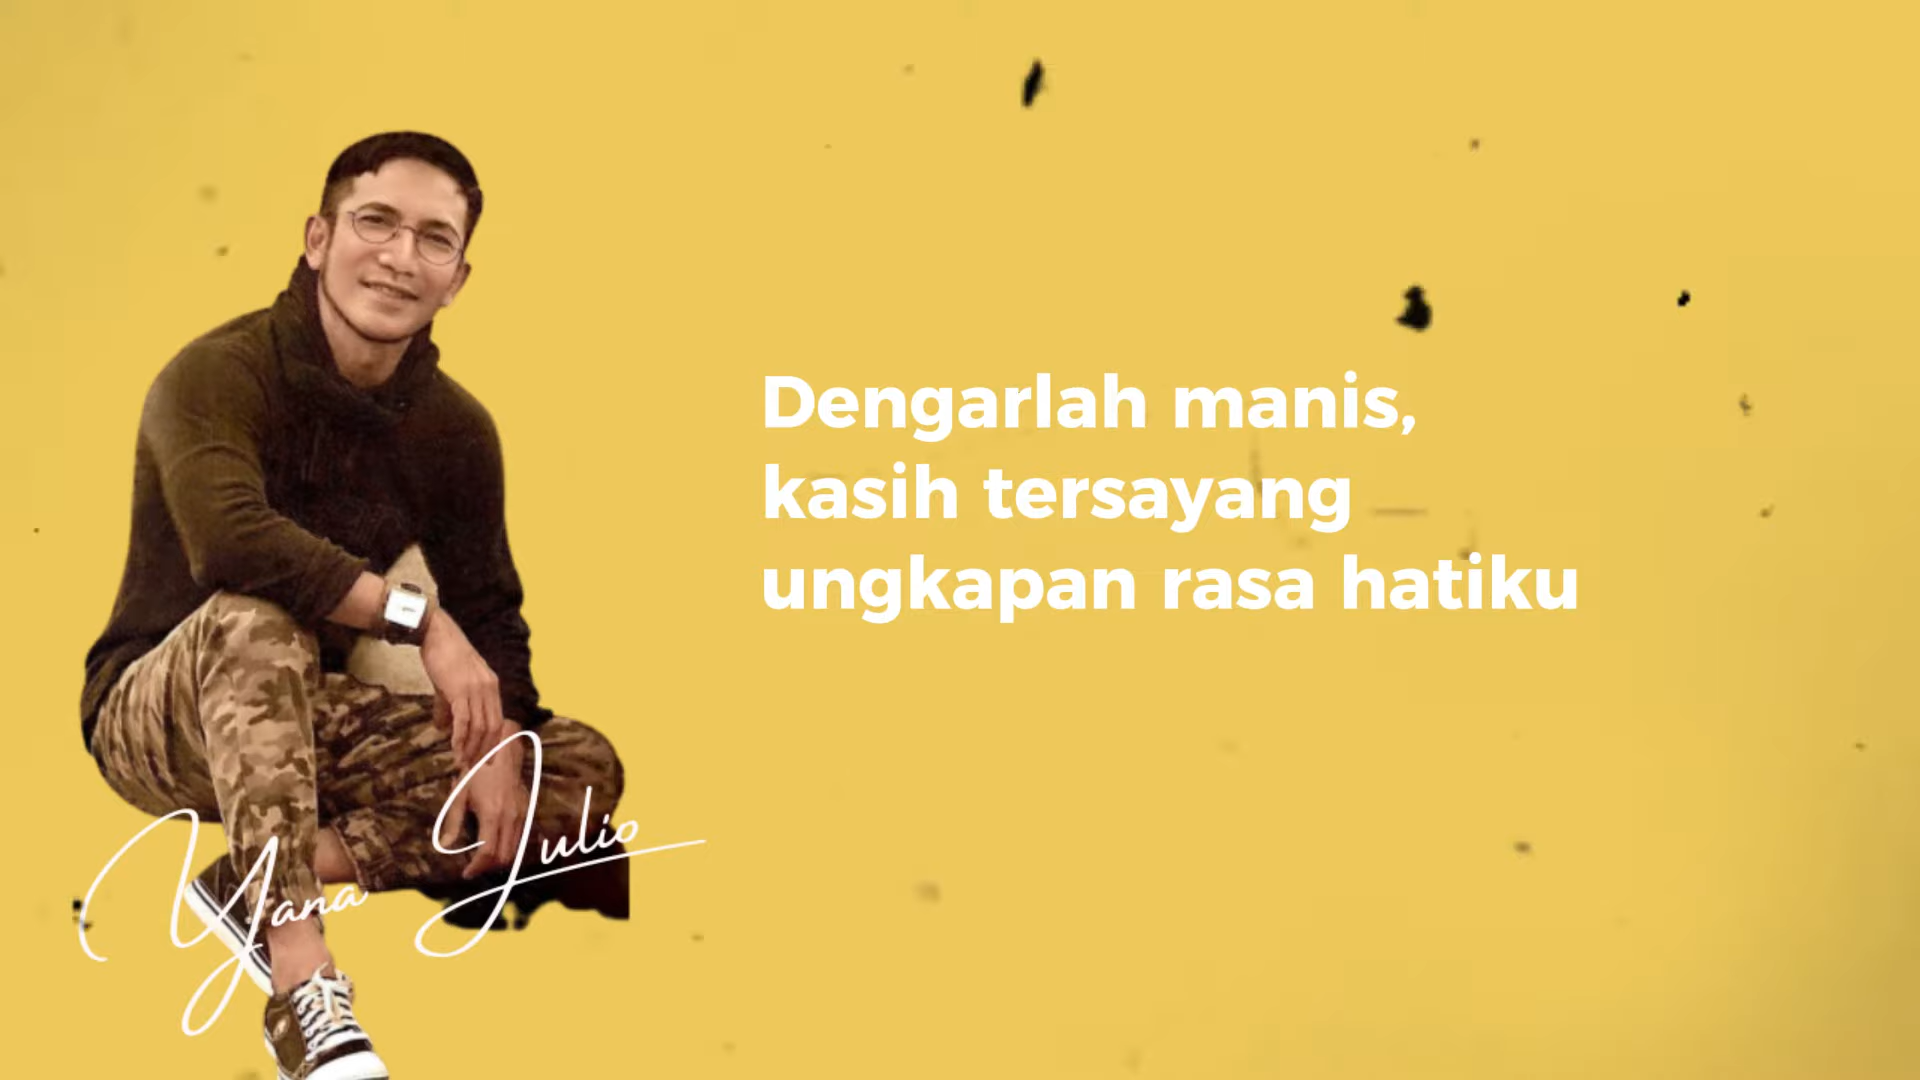 Dengarlah manis,
kasih tersayang
ungkapan rasa hatiku
Yana Julio